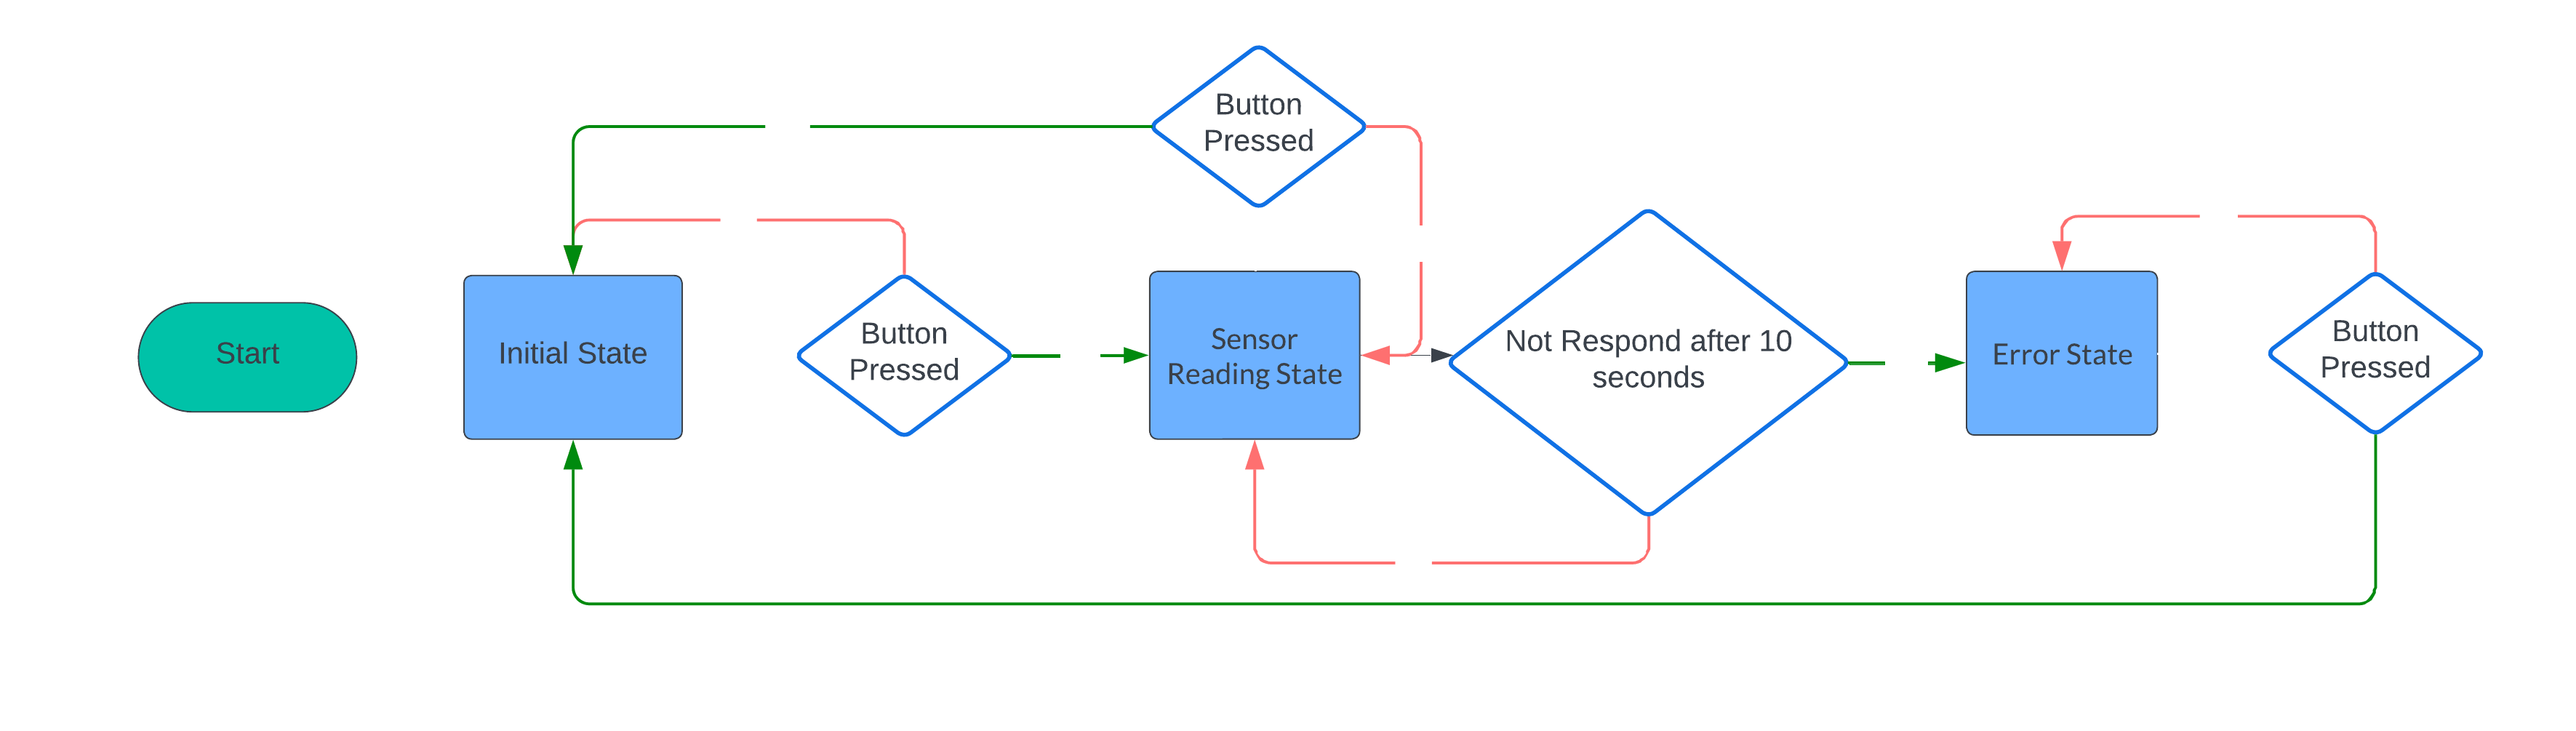 Button
Pressed
Start
Initial State
Button
Pressed
Sensor
Reading State
Not Respond after 10
seconds
Error State
Button
Pressed